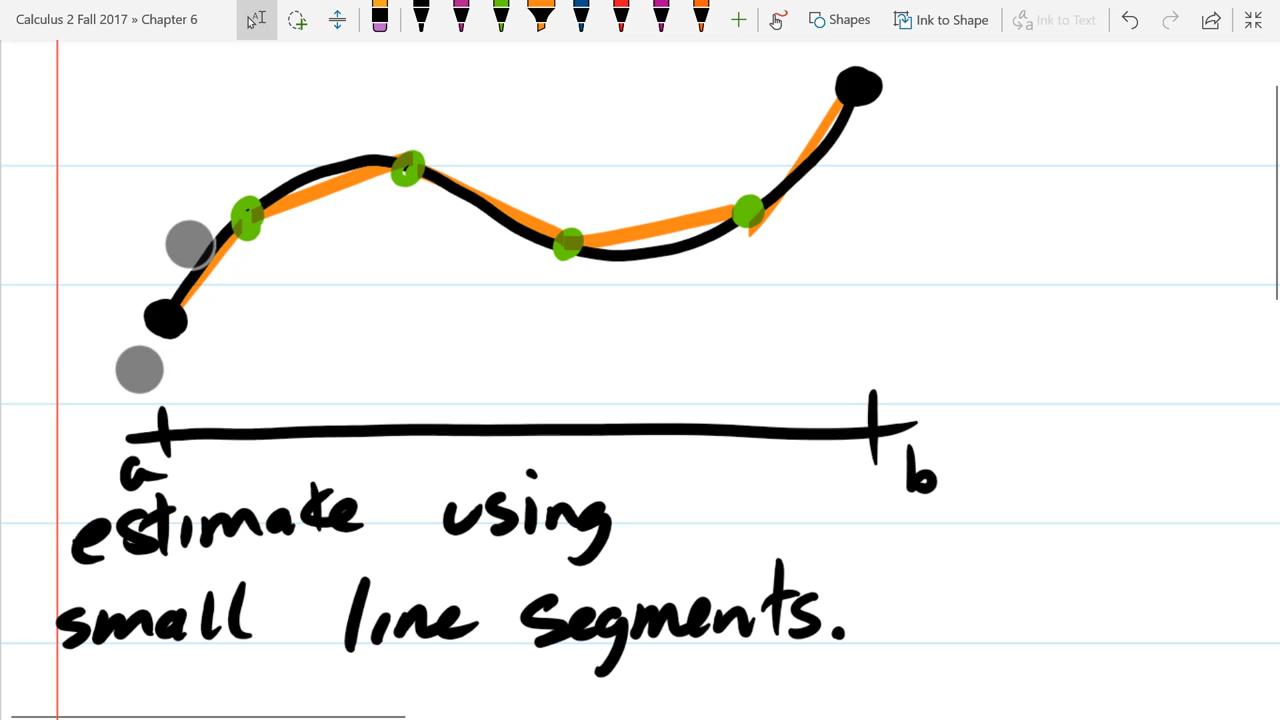 Calculus 2 Fall 2017 » Chapter 6
Shapes
Ink to Shape
Ink to Text
a
b
estimate using
small line segments.